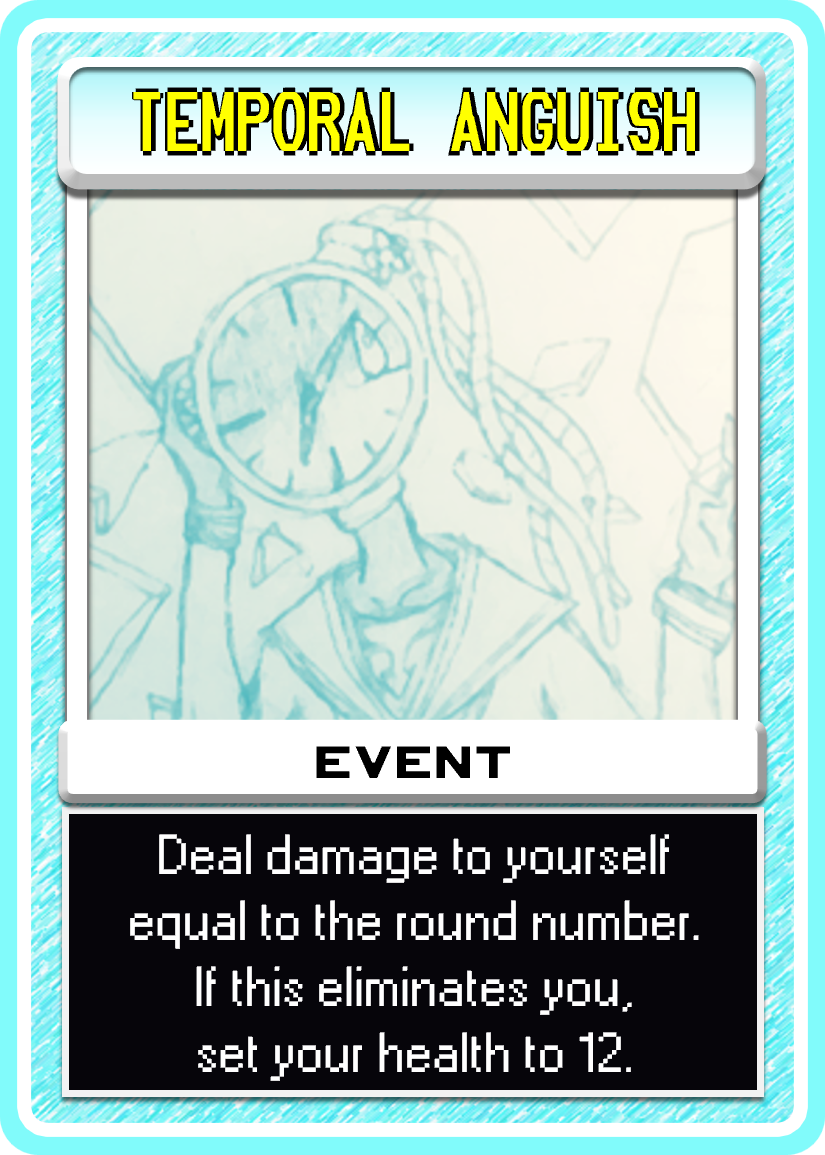 TEMPORAL ANGUISH
EVENT
Deal damage to yourself
equal to the round number.
If this eliminates you,
set your health to 12.